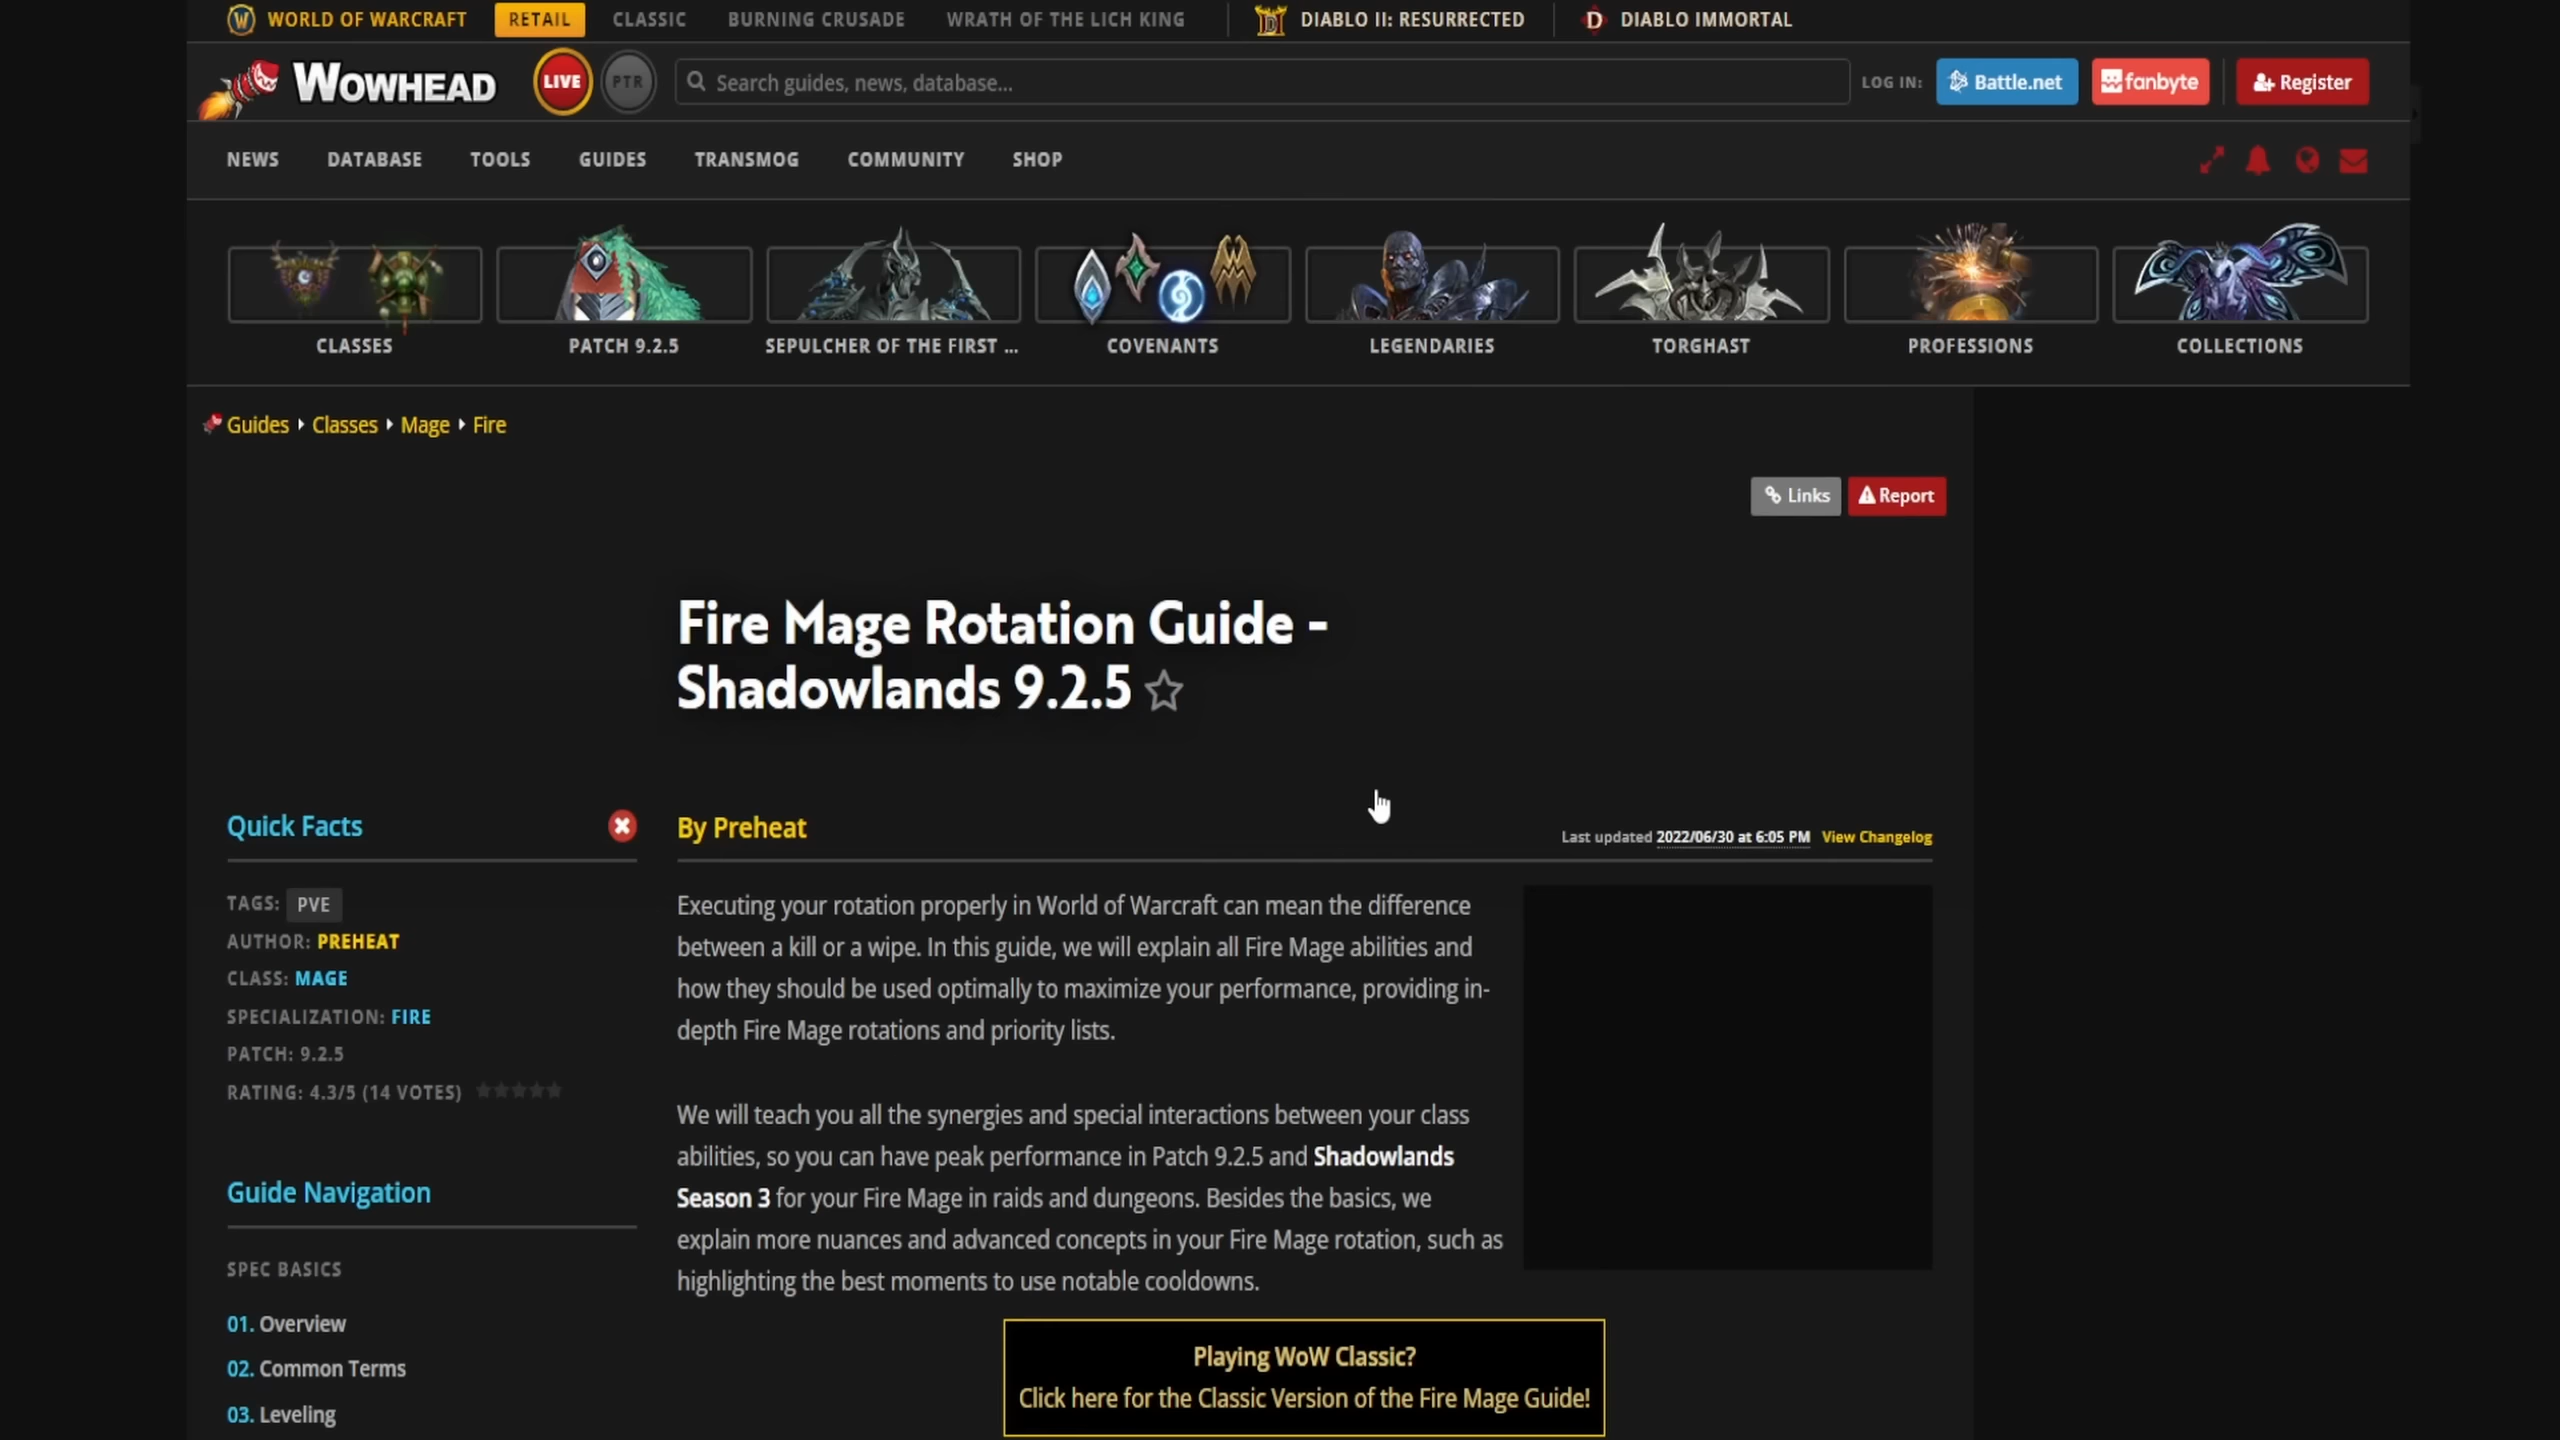 WORLD OF WARCRAFT RETAIL CLASSIC BURNING CRUSADE WRATH OF THE LICH KING DIABLO II: RESURRECTED DIABLO IMMORTAL
WOWHEAD LIVE PTR Search guides, news, database... LOG IN: Battle.net fanbyte Register
NEWS DATABASE TOOLS GUIDES TRANSMOG COMMUNITY SHOP
CLASSES PATCH 9.2.5 SEPULCHER OF THE FIRST ... COVENANTS LEGENDARIES TORGHAST PROFESSIONS COLLECTIONS
Guides Classes Mage Fire
Links Report
Fire Mage Rotation Guide -
Shadowlands 9.2.5
Quick Facts
TAGS: PVE
AUTHOR: PREHEAT
CLASS: MAGE
SPECIALIZATION: FIRE
PATCH: 9.2.5
RATING: 4.3/5 (14 VOTES)
Guide Navigation
SPEC BASICS
01. Overview
02. Common Terms
03. Leveling
By Preheat
Last updated 2022/06/30 at 6:05 PM View Changelog
Executing your rotation properly in World of Warcraft can mean the difference
between a kill or a wipe. In this guide, we will explain all Fire Mage abilities and
how they should be used optimally to maximize your performance, providing in-
depth Fire Mage rotations and priority lists.
We will teach you all the synergies and special interactions between your class
abilities, so you can have peak performance in Patch 9.2.5 and Shadowlands
Season 3 for your Fire Mage in raids and dungeons. Besides the basics, we
explain more nuances and advanced concepts in your Fire Mage rotation, such as
highlighting the best moments to use notable cooldowns.
Playing WoW Classic?
Click here for the Classic Version of the Fire Mage Guide!